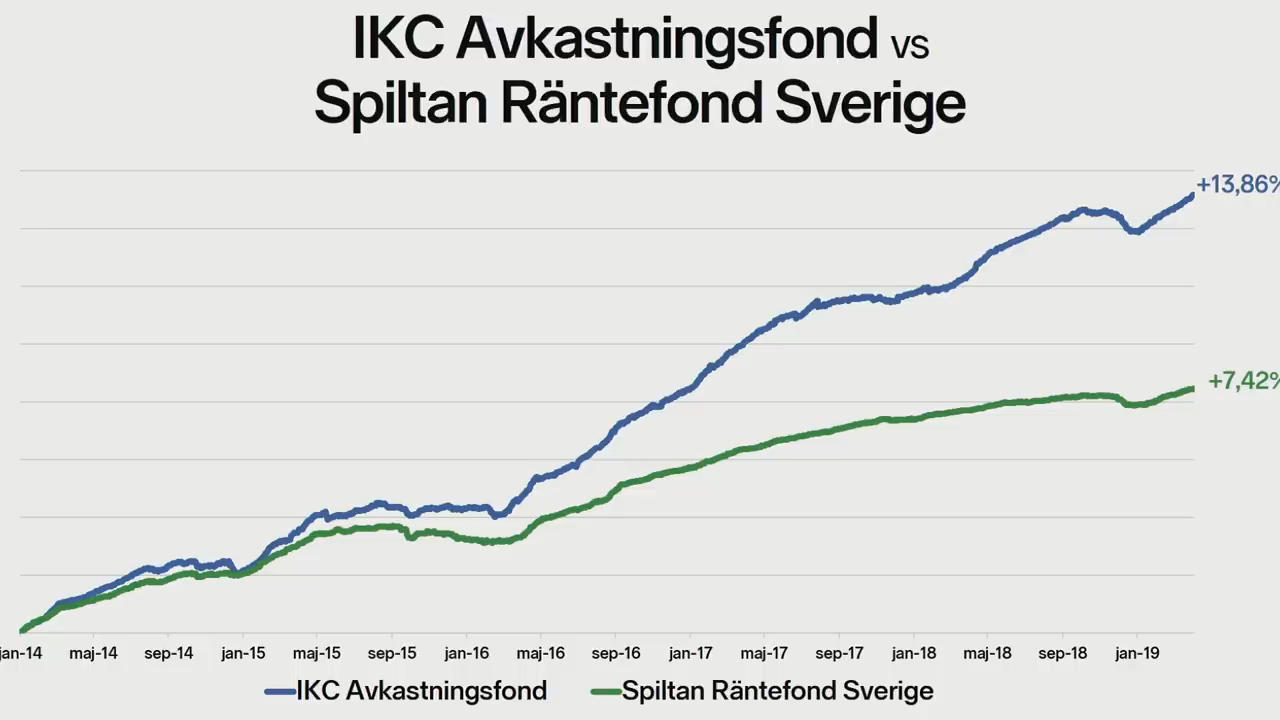 IKC Avkastningsfond vs
Spiltan Räntefond Sverige
+13,86%
+7,42%
jan-14 maj-14 sep-14 jan-15 maj-15 sep-15 jan-16 maj-16 sep-16 jan-17 maj-17 sep-17 jan-18 maj-18 sep-18 jan-19
IKC Avkastningsfond Spiltan Räntefond Sverige